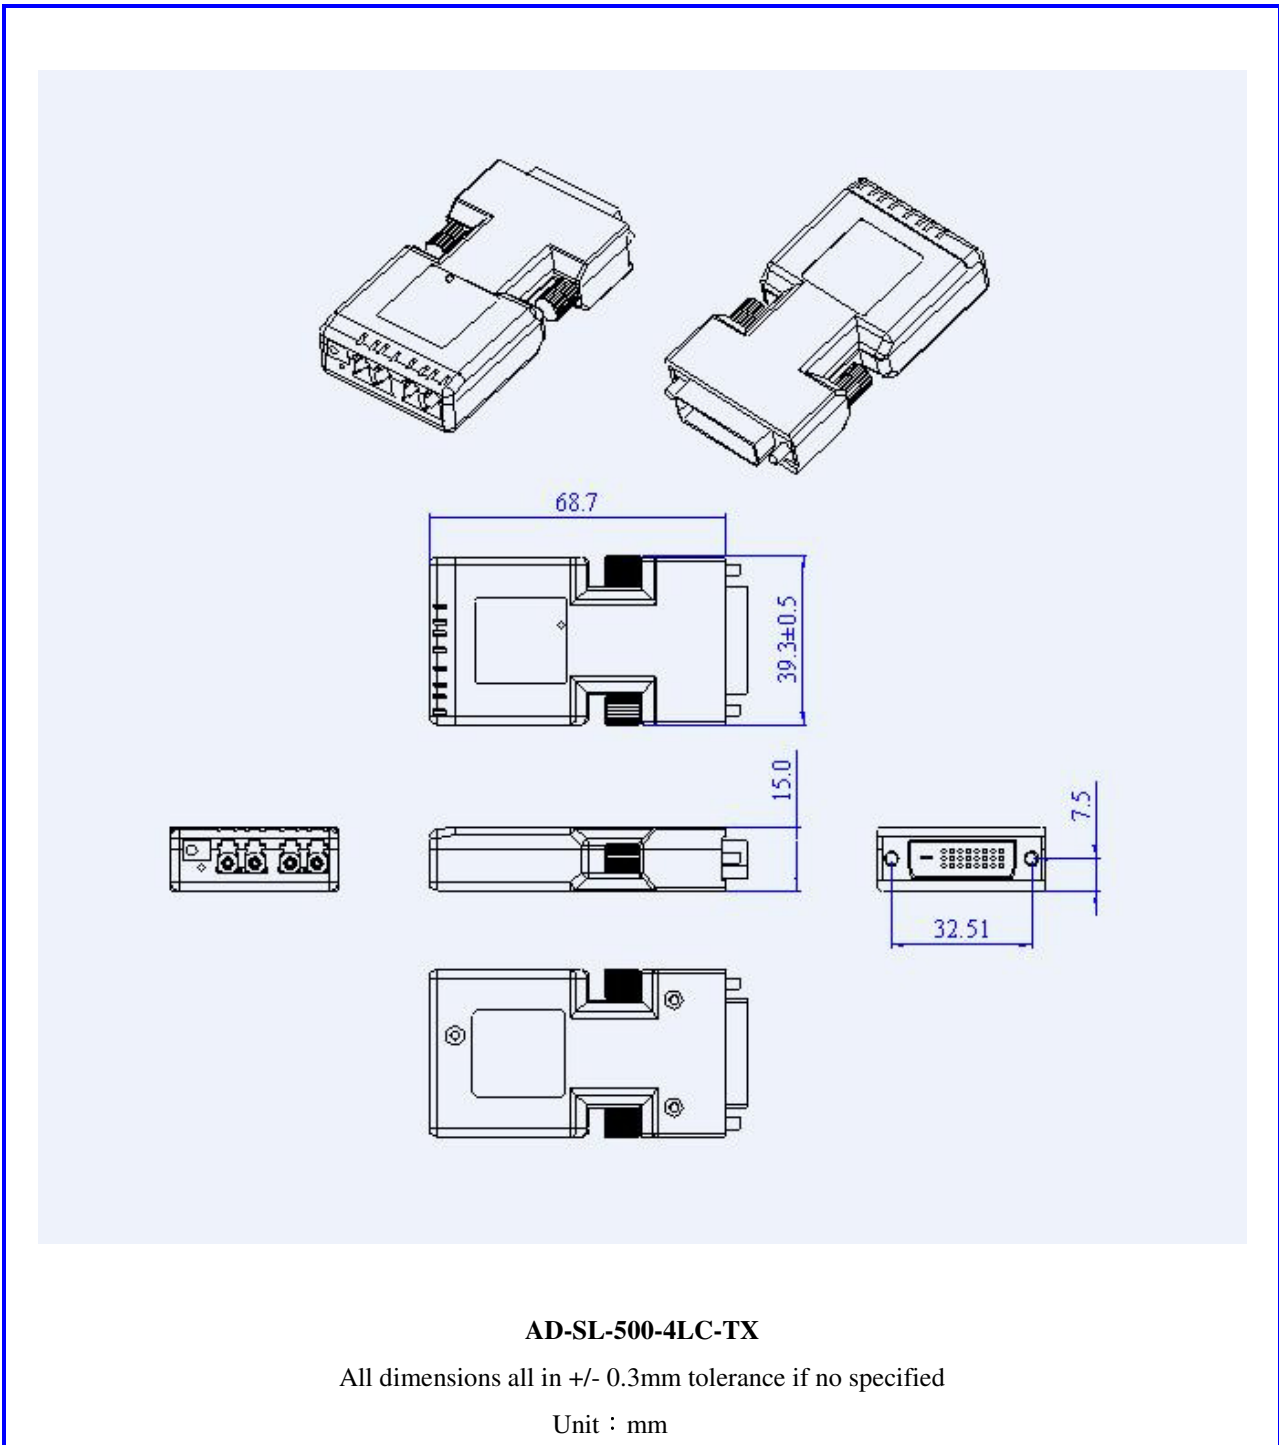 68.7
39.3±0.5
15.0
7.5
32.51
AD-SL-500-4LC-TX
All dimensions all in +/- 0.3mm tolerance if no specified
Unit：mm